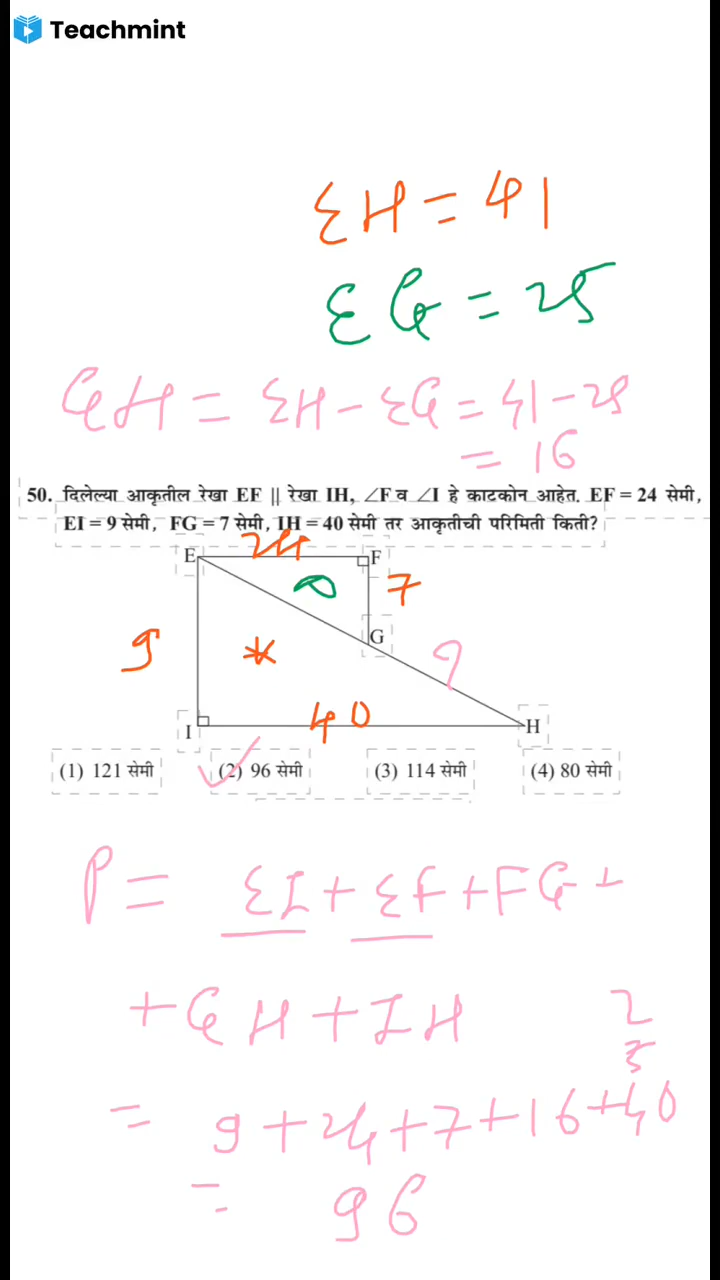 Teachmint
EH = 41
EG = 25
GH = EH - EG = 41 - 25
= 16
50. दिलेल्या आकृतील रेखा EF || रेखा IH, ∠F व ∠I हे काटकोन आहेत. EF = 24 सेमी,
EI = 9 सेमी, FG = 7 सेमी, IH = 40 सेमी तर आकृतीची परिमिती किती?
24
E F
7
G
9 * ?
40
I H
(1) 121 सेमी (2) 96 सेमी (3) 114 सेमी (4) 80 सेमी
P = EI + EF + FG +
+ GH + IH 2
= 9 + 24 + 7 + 16 + 40
= 96